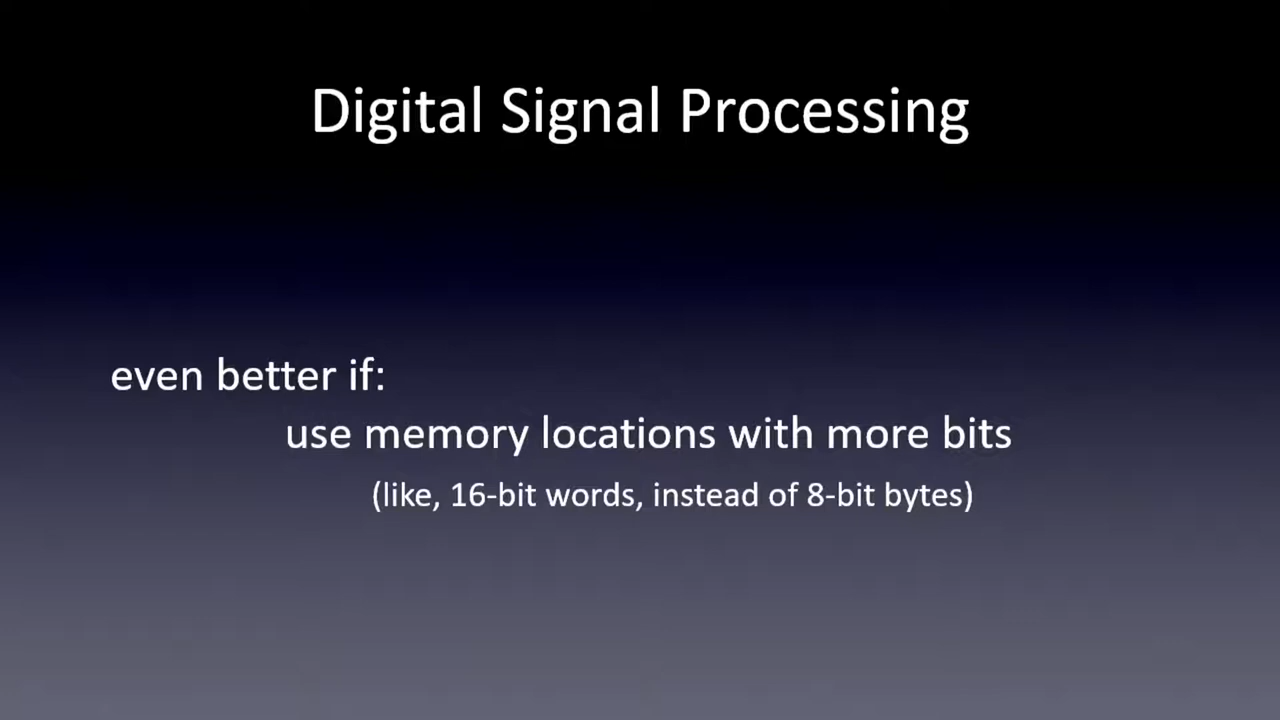 Digital Signal Processing
even better if:
use memory locations with more bits
(like, 16-bit words, instead of 8-bit bytes)